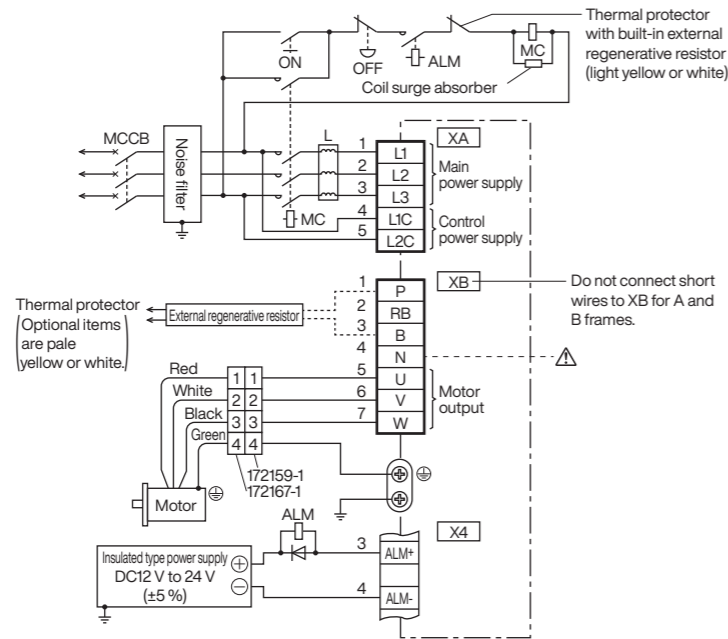 Thermal protector
with built-in external
regenerative resistor
(light yellow or white)
ON
OFF
ALM
MC
Coil surge absorber
MCCB
Noise filter
L
MC
XA
1 L1
2 L2
3 L3
Main
power supply
4 L1C
5 L2C
Control
power supply
XB
Do not connect short
wires to XB for A and
B frames.
1 P
2 RB
3 B
4 N
5 U
6 V
7 W
Motor
output
Thermal protector
(Optional items
are pale
yellow or white.)
External regenerative resistor
Red
White
Black
Green
1 1
2 2
3 3
4 4
172159-1
172167-1
Motor
ALM
X4
Insulated type power supply
DC12 V to 24 V
(±5 %)
+
−
3 ALM+
4 ALM-